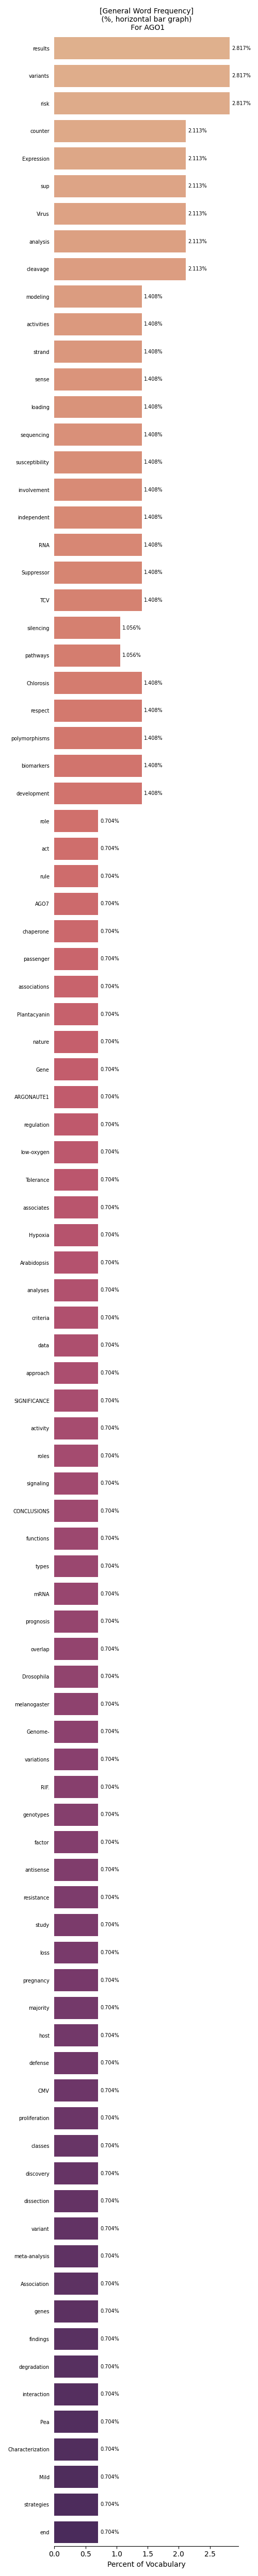 [General Word Frequency]
(%, horizontal bar graph)
For AGO1
results 2.817%
variants 2.817%
risk 2.817%
counter 2.113%
Expression 2.113%
sup 2.113%
Virus 2.113%
analysis 2.113%
cleavage 2.113%
modeling 1.408%
activities 1.408%
strand 1.408%
sense 1.408%
loading 1.408%
sequencing 1.408%
susceptibility 1.408%
involvement 1.408%
independent 1.408%
RNA 1.408%
Suppressor 1.408%
TCV 1.408%
silencing 1.056%
pathways 1.056%
Chlorosis 1.408%
respect 1.408%
polymorphisms 1.408%
biomarkers 1.408%
development 1.408%
role 0.704%
act 0.704%
rule 0.704%
AGO7 0.704%
chaperone 0.704%
passenger 0.704%
associations 0.704%
Plantacyanin 0.704%
nature 0.704%
Gene 0.704%
ARGONAUTE1 0.704%
regulation 0.704%
low-oxygen 0.704%
Tolerance 0.704%
associates 0.704%
Hypoxia 0.704%
Arabidopsis 0.704%
analyses 0.704%
criteria 0.704%
data 0.704%
approach 0.704%
SIGNIFICANCE 0.704%
activity 0.704%
roles 0.704%
signaling 0.704%
CONCLUSIONS 0.704%
functions 0.704%
types 0.704%
mRNA 0.704%
prognosis 0.704%
overlap 0.704%
Drosophila 0.704%
melanogaster 0.704%
Genome- 0.704%
variations 0.704%
RIF. 0.704%
genotypes 0.704%
factor 0.704%
antisense 0.704%
resistance 0.704%
study 0.704%
loss 0.704%
pregnancy 0.704%
majority 0.704%
host 0.704%
defense 0.704%
CMV 0.704%
proliferation 0.704%
classes 0.704%
discovery 0.704%
dissection 0.704%
variant 0.704%
meta-analysis 0.704%
Association 0.704%
genes 0.704%
findings 0.704%
degradation 0.704%
interaction 0.704%
Pea 0.704%
Characterization 0.704%
Mild 0.704%
strategies 0.704%
end 0.704%
0.0 0.5 1.0 1.5 2.0 2.5
Percent of Vocabulary